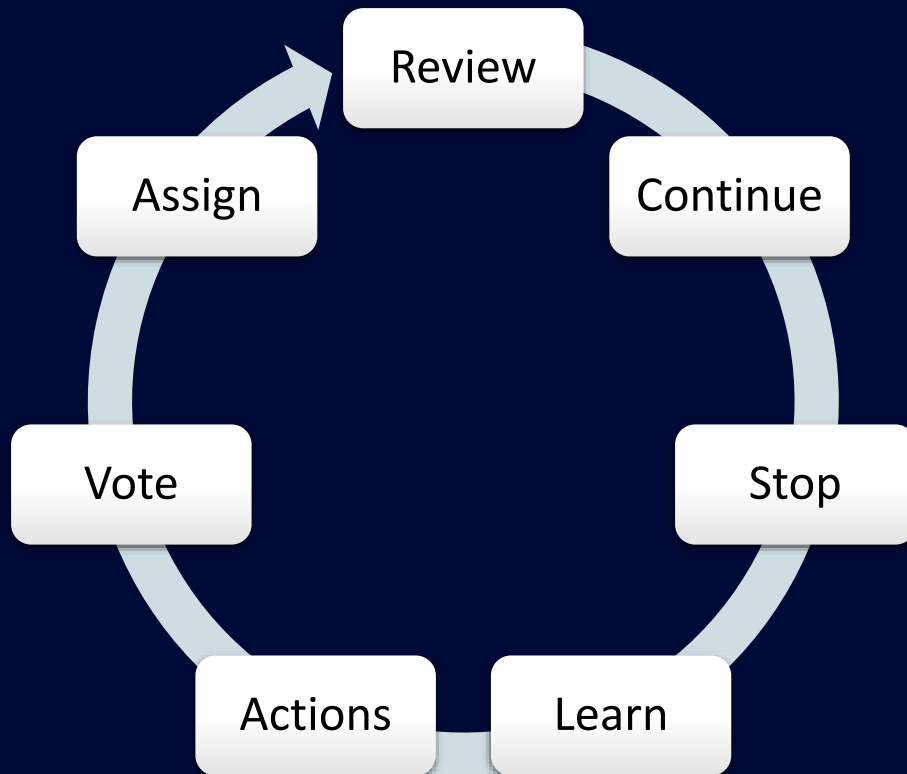 Review
Continue
Stop
Learn
Actions
Vote
Assign